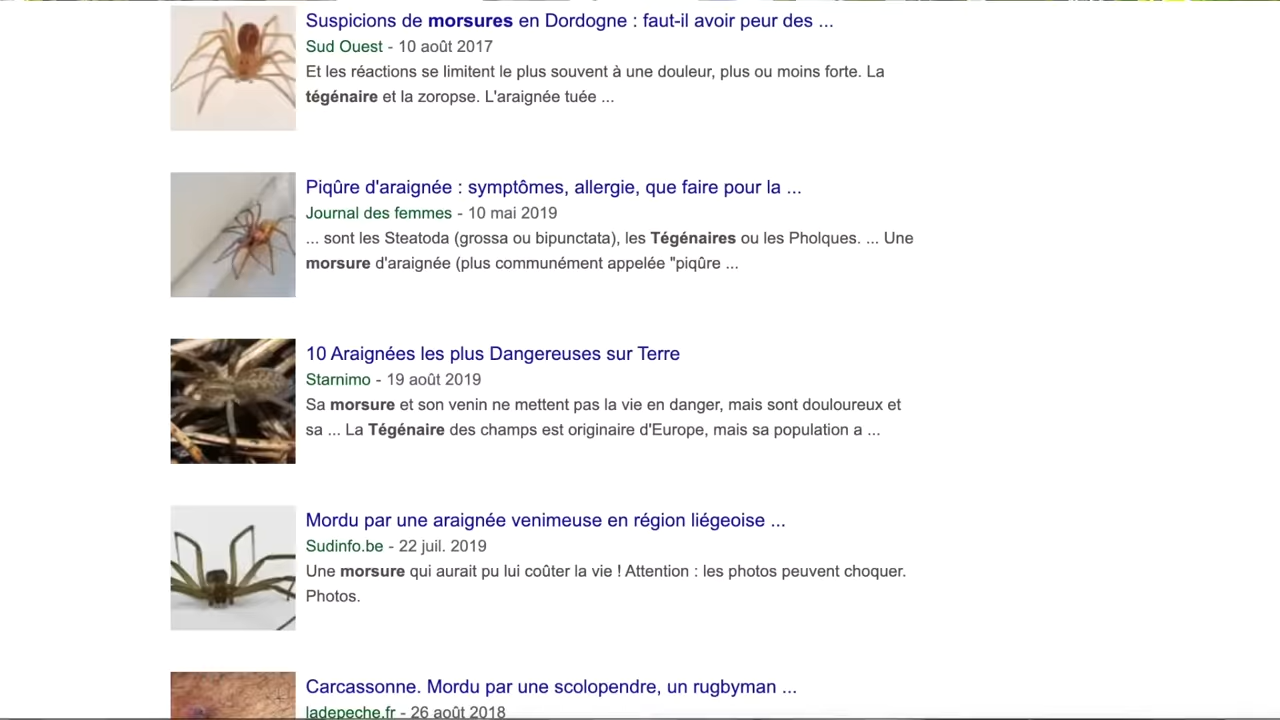 Suspicions de morsures en Dordogne : faut-il avoir peur des ...
Sud Ouest - 10 août 2017
Et les réactions se limitent le plus souvent à une douleur, plus ou moins forte. La
tégénaire et la zoropse. L'araignée tuée ...
Piqûre d'araignée : symptômes, allergie, que faire pour la ...
Journal des femmes - 10 mai 2019
... sont les Steatoda (grossa ou bipunctata), les Tégénaires ou les Pholques. ... Une
morsure d'araignée (plus communément appelée "piqûre ...
10 Araignées les plus Dangereuses sur Terre
Starnimo - 19 août 2019
Sa morsure et son venin ne mettent pas la vie en danger, mais sont douloureux et
sa ... La Tégénaire des champs est originaire d'Europe, mais sa population a ...
Mordu par une araignée venimeuse en région liégeoise ...
Sudinfo.be - 22 juil. 2019
Une morsure qui aurait pu lui coûter la vie ! Attention : les photos peuvent choquer.
Photos.
Carcassonne. Mordu par une scolopendre, un rugbyman ...
ladepeche.fr - 26 août 2018